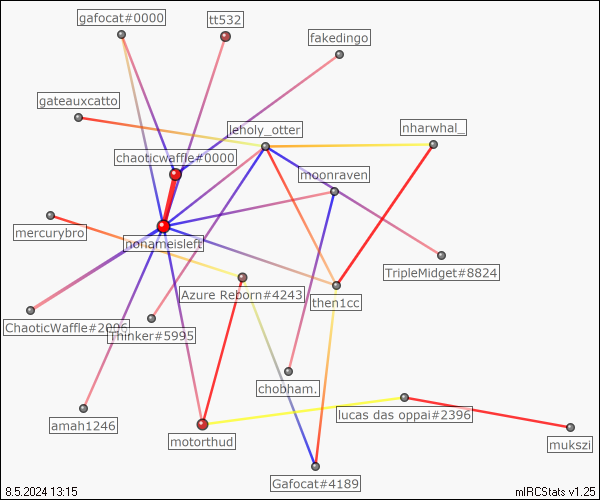 gafocat#0000
tt532
fakedingo
gateauxcatto
leholy_otter
nharwhal_
chaoticwaffle#0000
moonraven
mercurybro
nonameisleft
TripleMidget#8824
Azure Reborn#4243
then1cc
ChaoticWaffle#2006
Thinker#5995
chobham.
lucas das oppai#2396
amah1246
motorthud
mukszi
Gafocat#4189
8.5.2024 13:15
mIRCStats v1.25